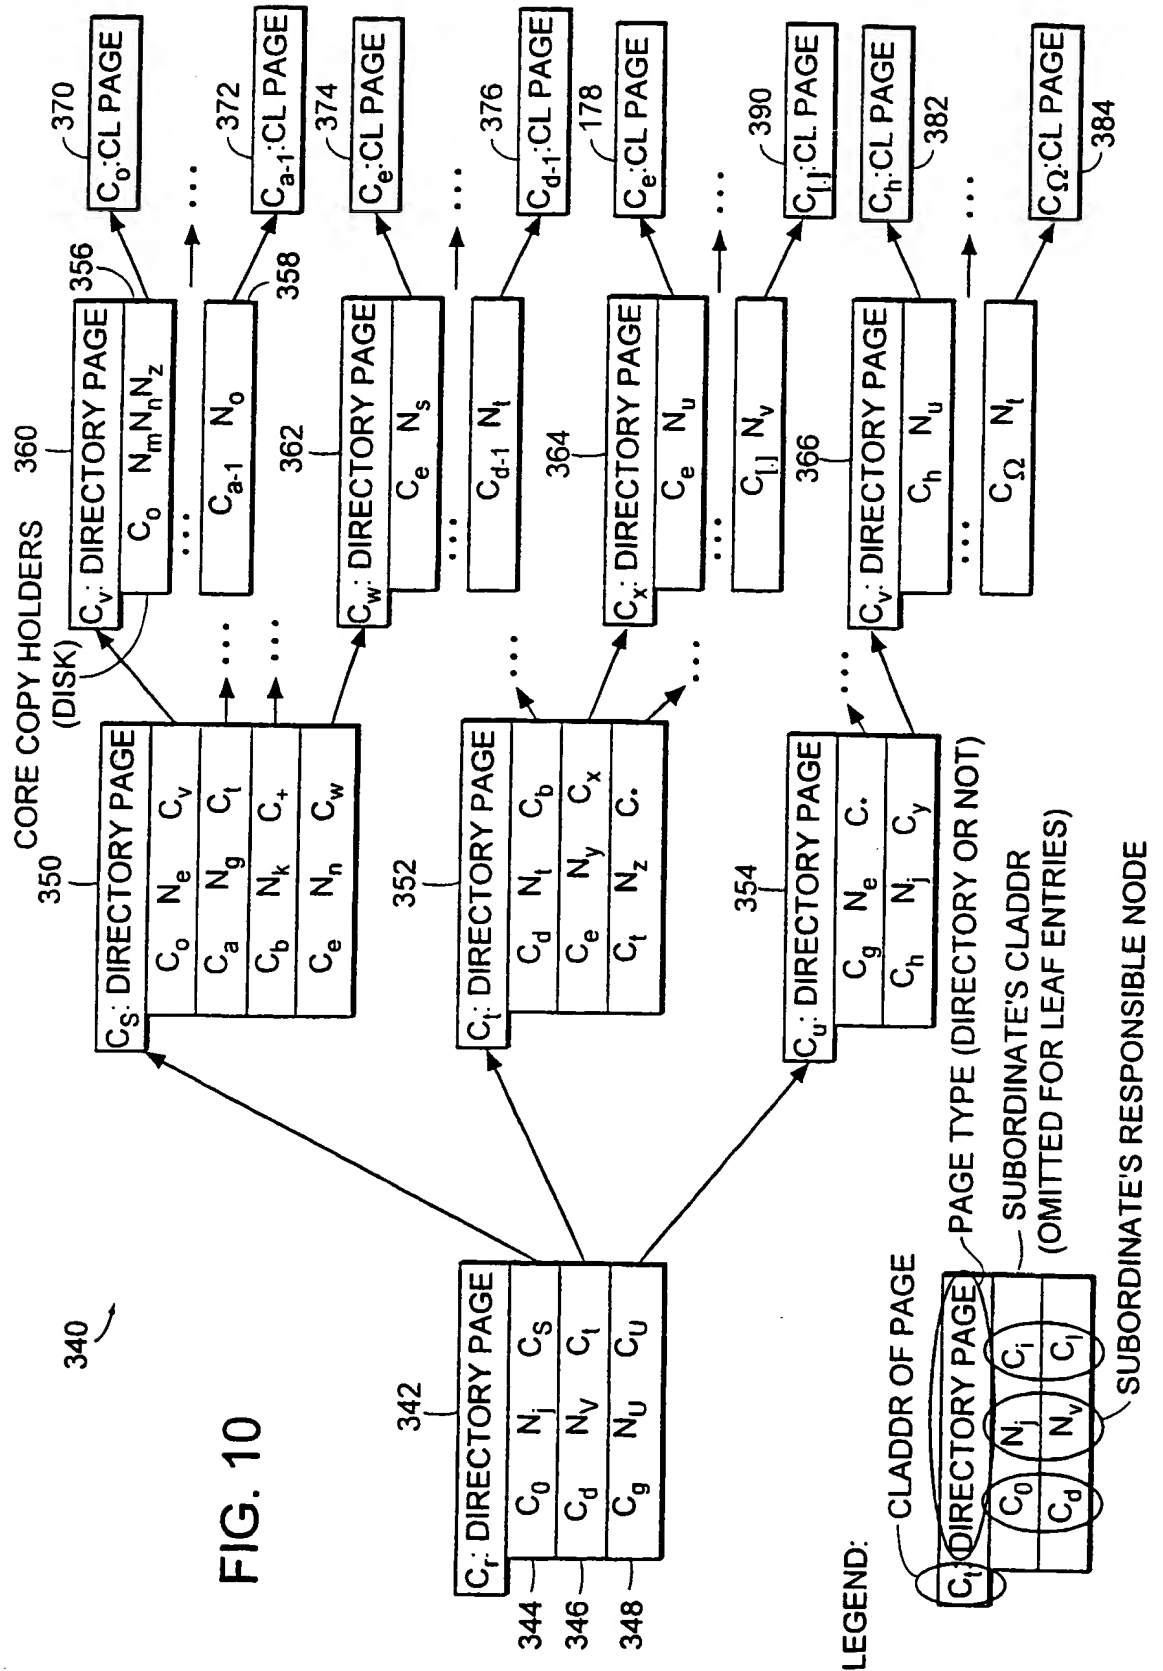 FIG. 10
340
342
C_r: DIRECTORY PAGE
344 C_0 N_j C_S
346 C_d N_V C_t
348 C_g N_U C_U
350
C_S: DIRECTORY PAGE
C_o N_e C_v
C_a N_g C_t
C_b N_k C_+
C_e N_n C_w
352
C_t: DIRECTORY PAGE
C_d N_t C_b
C_e N_y C_x
C_t N_z C_•
354
C_u: DIRECTORY PAGE
C_g N_e C_•
C_h N_j C_y
CORE COPY HOLDERS
(DISK)
360
C_v: DIRECTORY PAGE
356
C_o N_m N_n N_z
...
C_a-1 N_o
358
362
C_w: DIRECTORY PAGE
C_e N_s
...
C_d-1 N_t
364
C_x: DIRECTORY PAGE
C_e N_u
...
C_[.] N_v
366
C_v: DIRECTORY PAGE
C_h N_u
...
C_Ω N_t
370
C_o:CL PAGE
...
372
C_a-1:CL PAGE
374
C_e:CL PAGE
...
376
C_d-1:CL PAGE
178
C_e:CL PAGE
...
390
C_[.]:CL PAGE
C_h:CL PAGE
382
...
C_Ω:CL PAGE
384
LEGEND:
CLADDR OF PAGE
C_t: DIRECTORY PAGE
C_0 N_j C_i
C_d N_v C_l
PAGE TYPE (DIRECTORY OR NOT)
SUBORDINATE'S CLADDR
(OMITTED FOR LEAF ENTRIES)
SUBORDINATE'S RESPONSIBLE NODE